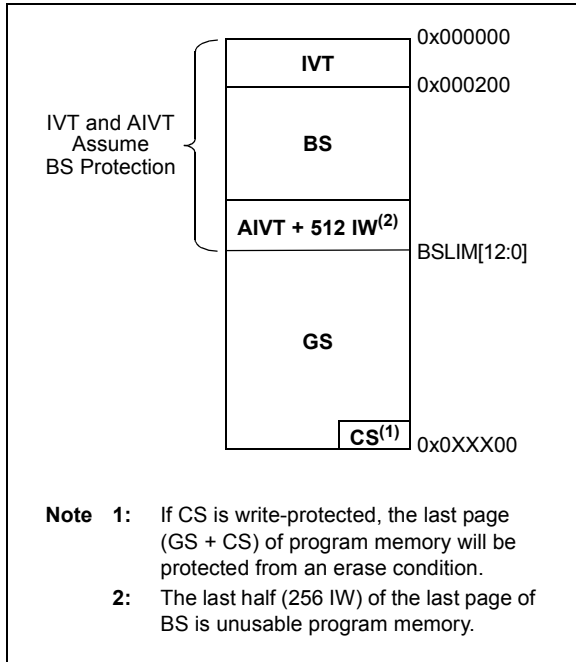 0x000000
IVT
0x000200
IVT and AIVT
Assume
BS Protection
BS
AIVT + 512 IW(2)
BSLIM[12:0]
GS
CS(1)
0x0XXX00
Note 1: If CS is write-protected, the last page
(GS + CS) of program memory will be
protected from an erase condition.
2: The last half (256 IW) of the last page of
BS is unusable program memory.